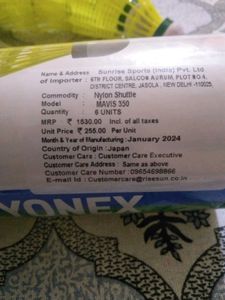 Name & Address : Sunrise Sports (India) Pvt. Ltd
of Importer : 6TH FLOOR, SALCON AURUM, PLOT NO 4,
DISTRICT CENTRE, JASOLA , NEW DELHI -110025,
Commodity : Nylon Shuttle
Model : MAVIS 350
Quantity : 6 UNITS
MRP ₹ 1530.00 Incl. of all taxes
Unit Price ₹ 255.00 Per Unit
Month & Year of Manufacturing : January 2024
Country of Origin : Japan
Customer Care : Customer Care Executive
Customer Care Address : Same as above
Customer Care Number : 09654698866
E-mail Id : Customercare@risesun.co.in
YONEX